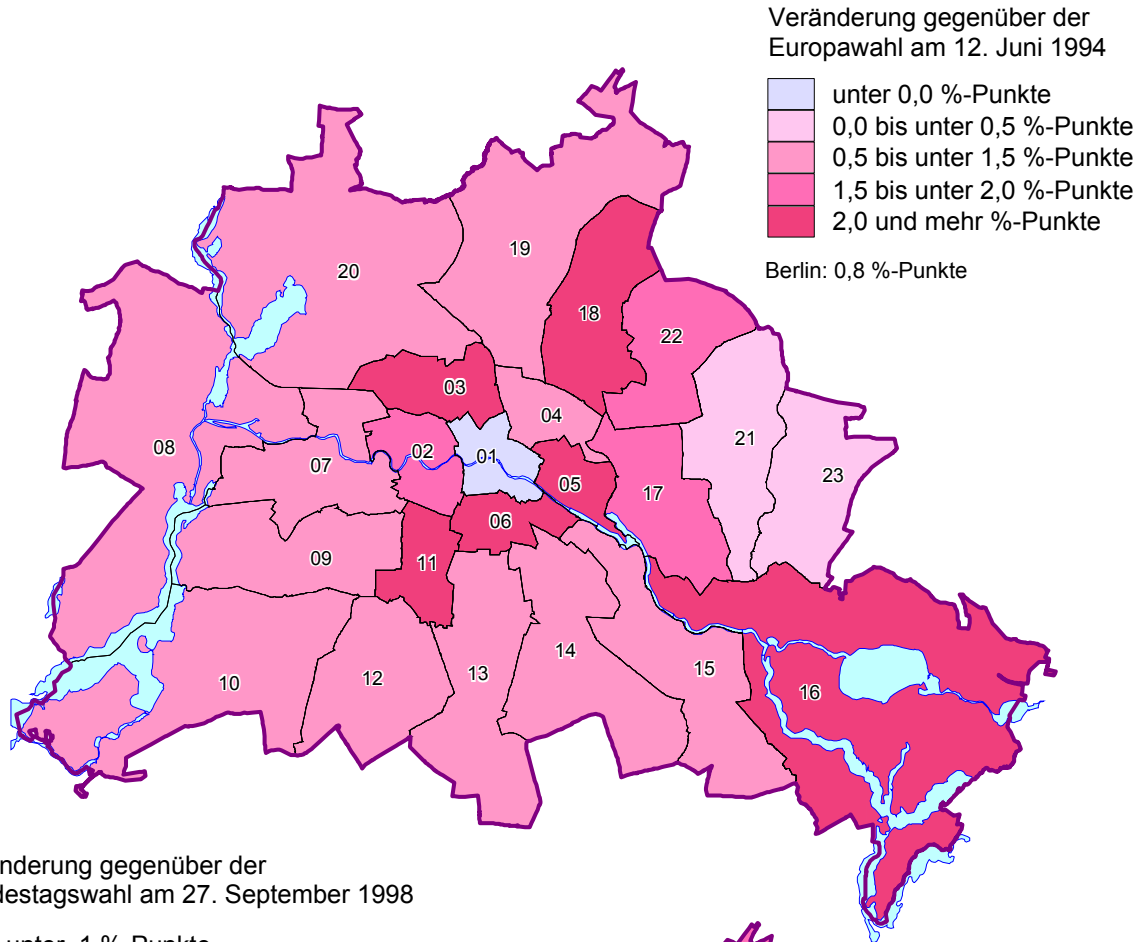 Veränderung gegenüber der
Europawahl am 12. Juni 1994
unter 0,0 %-Punkte
0,0 bis unter 0,5 %-Punkte
0,5 bis unter 1,5 %-Punkte
1,5 bis unter 2,0 %-Punkte
2,0 und mehr %-Punkte
Berlin: 0,8 %-Punkte
19
20
18
22
03
04
21
08
02
01
07
05
23
17
06
09
11
14
15
12
13
10
16
nderung gegenüber der
destagswahl am 27. September 1998